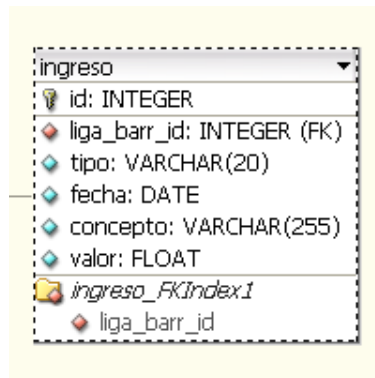 ingreso
id: INTEGER
liga_barr_id: INTEGER (FK)
tipo: VARCHAR(20)
fecha: DATE
concepto: VARCHAR(255)
valor: FLOAT
ingreso_FKIndex1
liga_barr_id